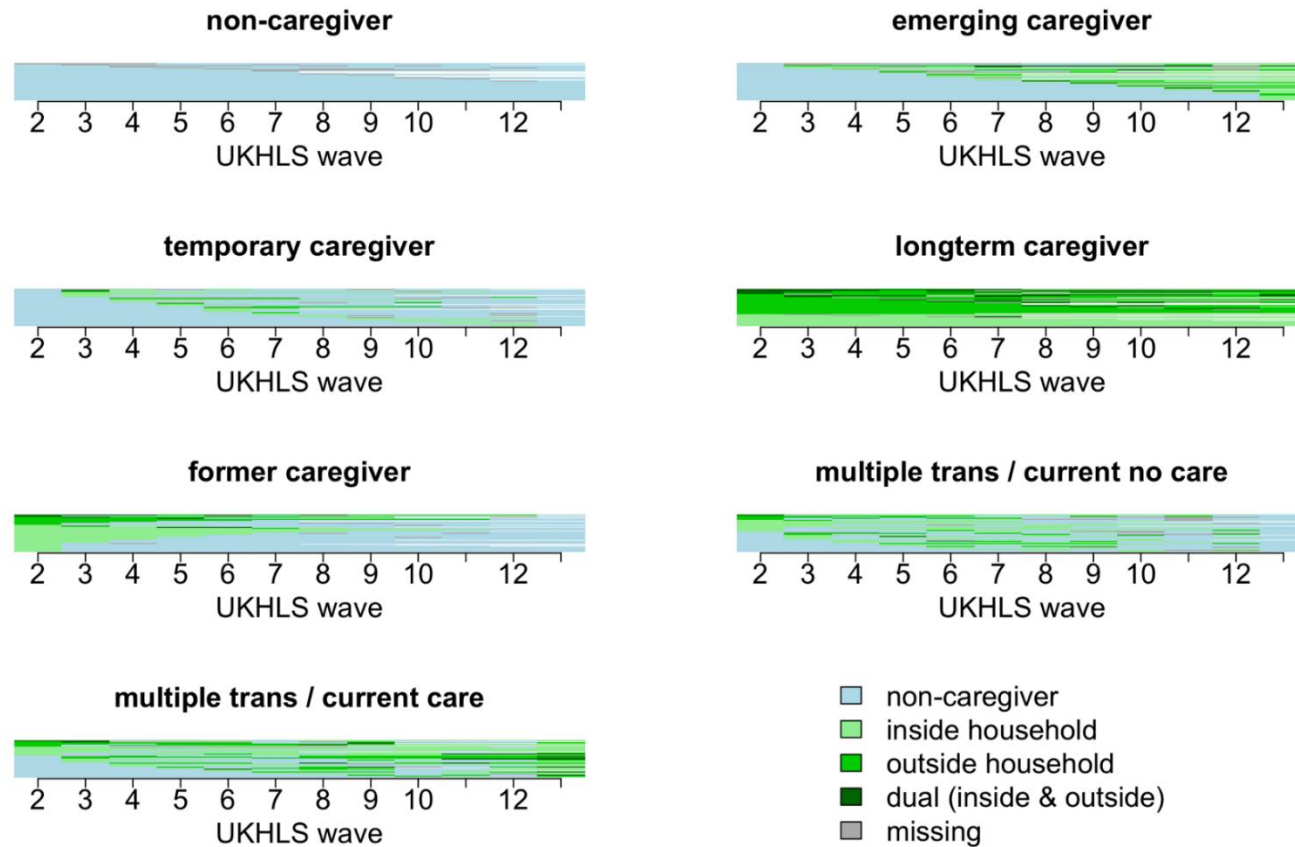 non-caregiver
2 3 4 5 6 7 8 9 10 12
UKHLS wave
emerging caregiver
2 3 4 5 6 7 8 9 10 12
UKHLS wave
temporary caregiver
2 3 4 5 6 7 8 9 10 12
UKHLS wave
longterm caregiver
2 3 4 5 6 7 8 9 10 12
UKHLS wave
former caregiver
2 3 4 5 6 7 8 9 10 12
UKHLS wave
multiple trans / current no care
2 3 4 5 6 7 8 9 10 12
UKHLS wave
multiple trans / current care
2 3 4 5 6 7 8 9 10 12
UKHLS wave
non-caregiver
inside household
outside household
dual (inside & outside)
missing